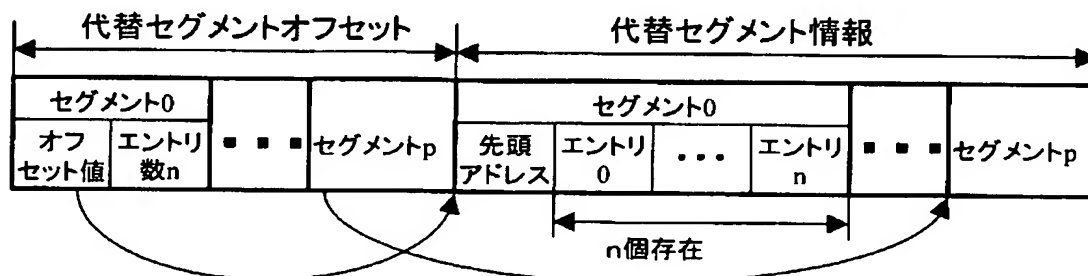 代替セグメントオフセット
代替セグメント情報
セグメント0
オフ
セット値
エントリ
数n
セグメントp
セグメント0
先頭
アドレス
エントリ
0
・・・
エントリ
n
セグメントp
n個存在